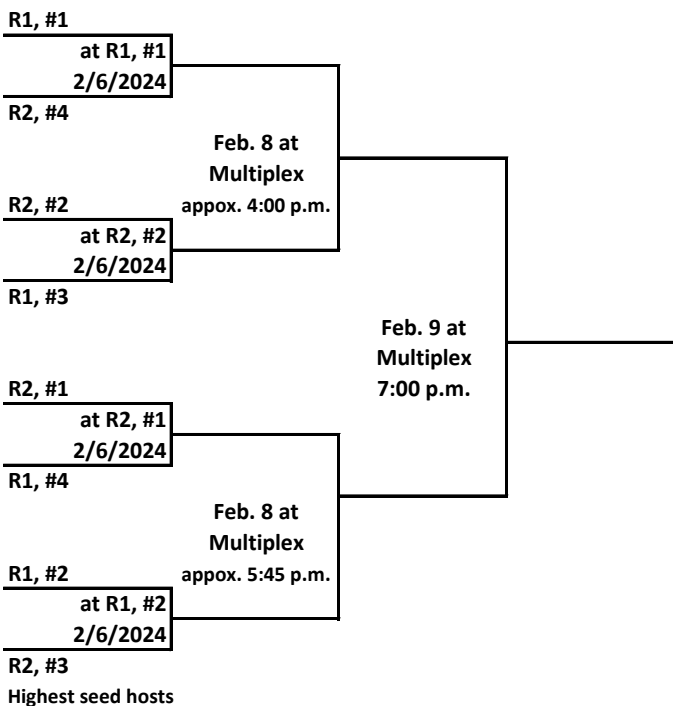 R1, #1
at R1, #1
2/6/2024
R2, #4
Feb. 8 at
Multiplex
appox. 4:00 p.m.
R2, #2
at R2, #2
2/6/2024
R1, #3
Feb. 9 at
Multiplex
7:00 p.m.
R2, #1
at R2, #1
2/6/2024
R1, #4
Feb. 8 at
Multiplex
appox. 5:45 p.m.
R1, #2
at R1, #2
2/6/2024
R2, #3
Highest seed hosts